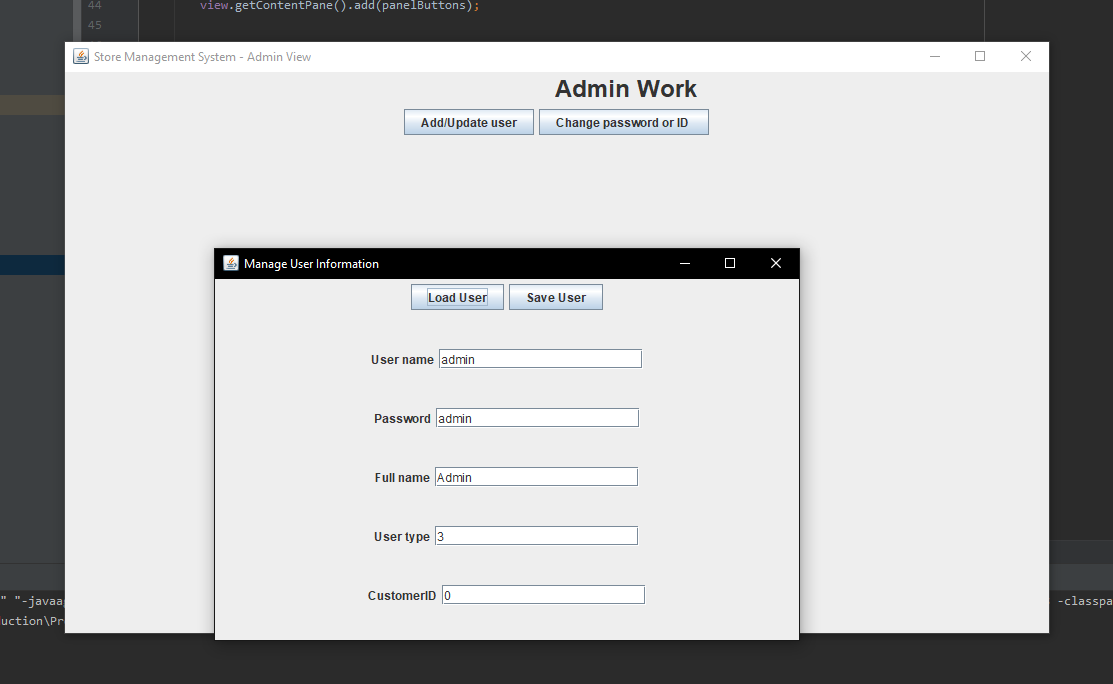 44 view.getContentPane().add(panelButtons);
45
Store Management System - Admin View
Admin Work
Add/Update user Change password or ID
Manage User Information
Load User Save User
User name admin
Password admin
Full name Admin
User type 3
CustomerID 0
" "-javaa -classpa
uction\Pr